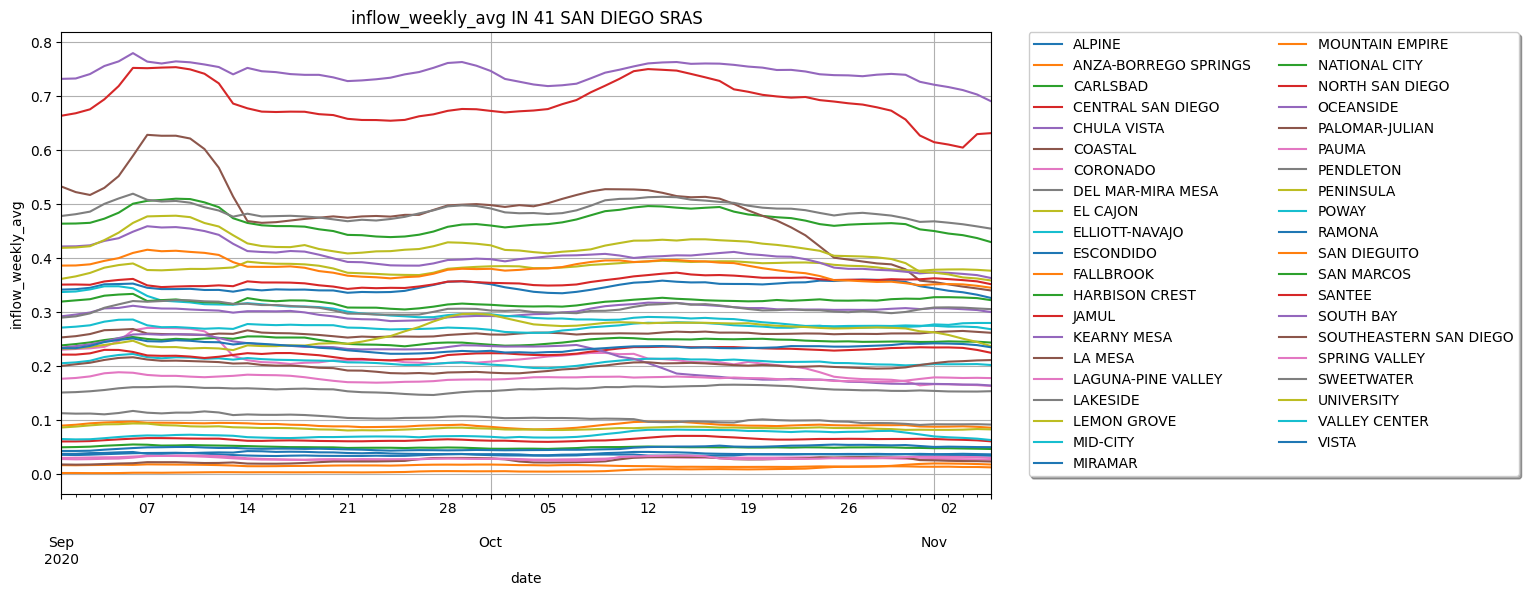 inflow_weekly_avg IN 41 SAN DIEGO SRAS
inflow_weekly_avg
0.8
0.7
0.6
0.5
0.4
0.3
0.2
0.1
0.0
07 14 21 28 05 12 19 26 02
Sep Oct Nov
2020
date
ALPINE
ANZA-BORREGO SPRINGS
CARLSBAD
CENTRAL SAN DIEGO
CHULA VISTA
COASTAL
CORONADO
DEL MAR-MIRA MESA
EL CAJON
ELLIOTT-NAVAJO
ESCONDIDO
FALLBROOK
HARBISON CREST
JAMUL
KEARNY MESA
LA MESA
LAGUNA-PINE VALLEY
LAKESIDE
LEMON GROVE
MID-CITY
MIRAMAR
MOUNTAIN EMPIRE
NATIONAL CITY
NORTH SAN DIEGO
OCEANSIDE
PALOMAR-JULIAN
PAUMA
PENDLETON
PENINSULA
POWAY
RAMONA
SAN DIEGUITO
SAN MARCOS
SANTEE
SOUTH BAY
SOUTHEASTERN SAN DIEGO
SPRING VALLEY
SWEETWATER
UNIVERSITY
VALLEY CENTER
VISTA